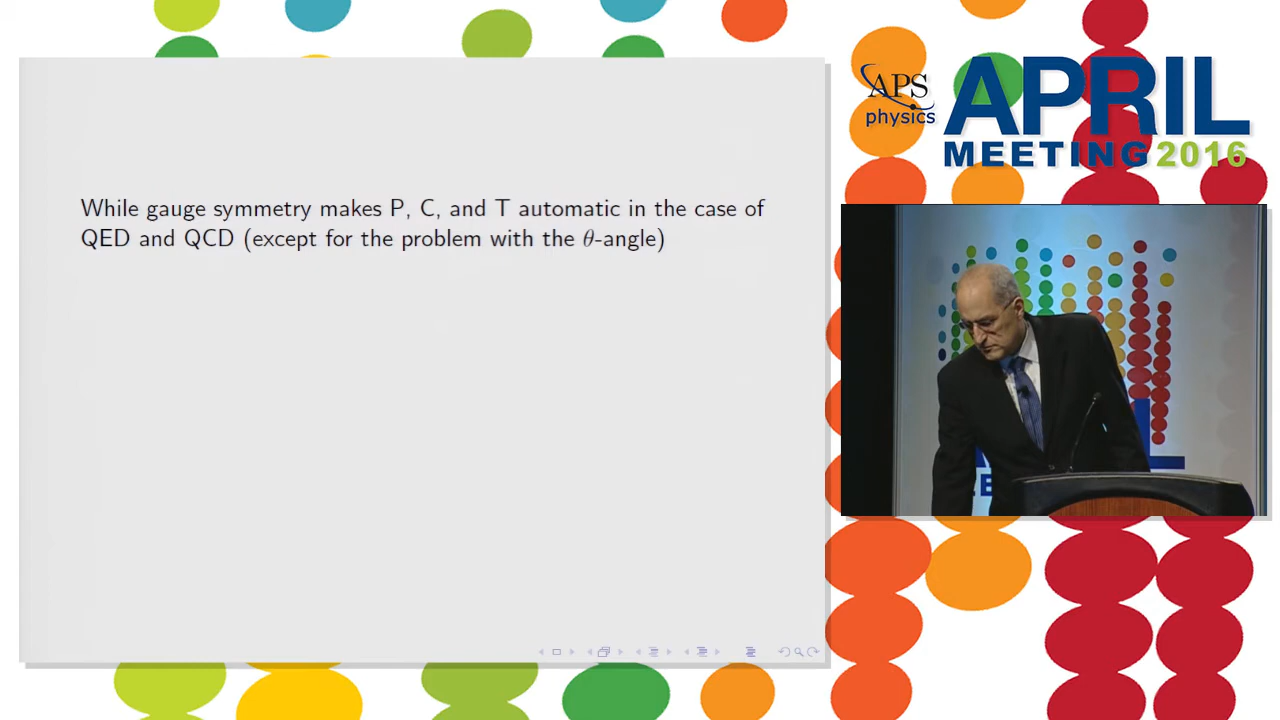 While gauge symmetry makes P, C, and T automatic in the case of
QED and QCD (except for the problem with the θ-angle)
APS
physics
APRIL
MEETING 2016